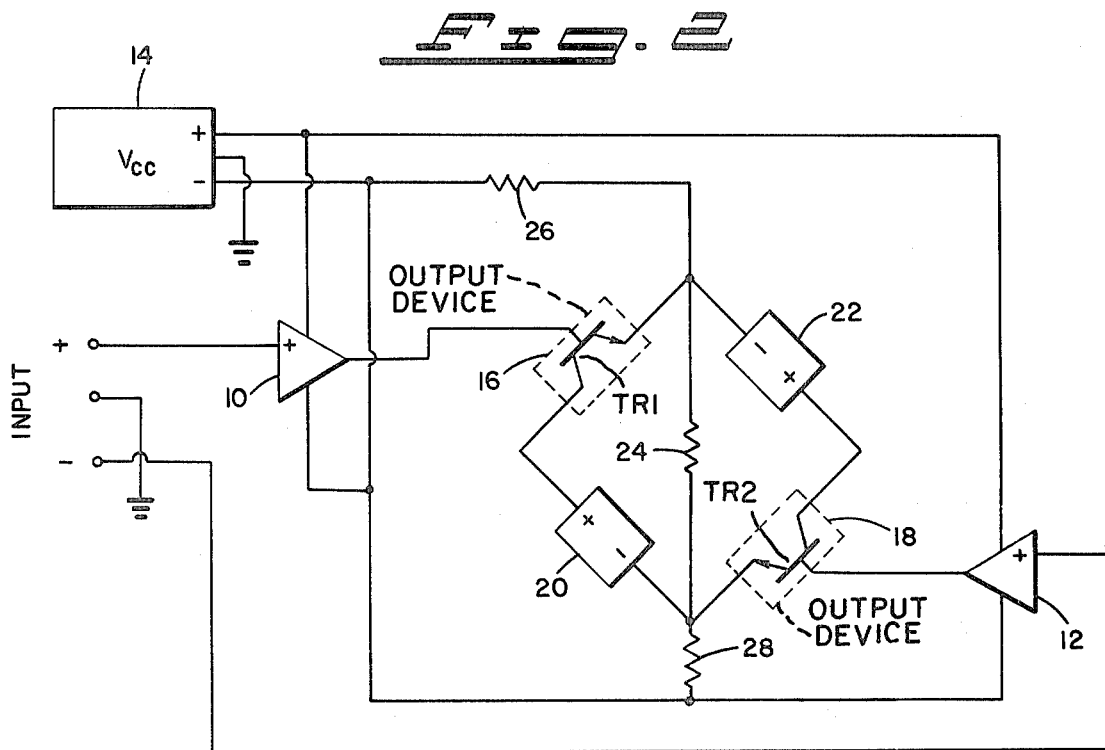 Fig. 2
14
+
Vcc
-
26
OUTPUT
DEVICE
22
-
+
+
+
10
16
TR1
INPUT
-
24
TR2
18
+
-
20
+
12
OUTPUT
DEVICE
28